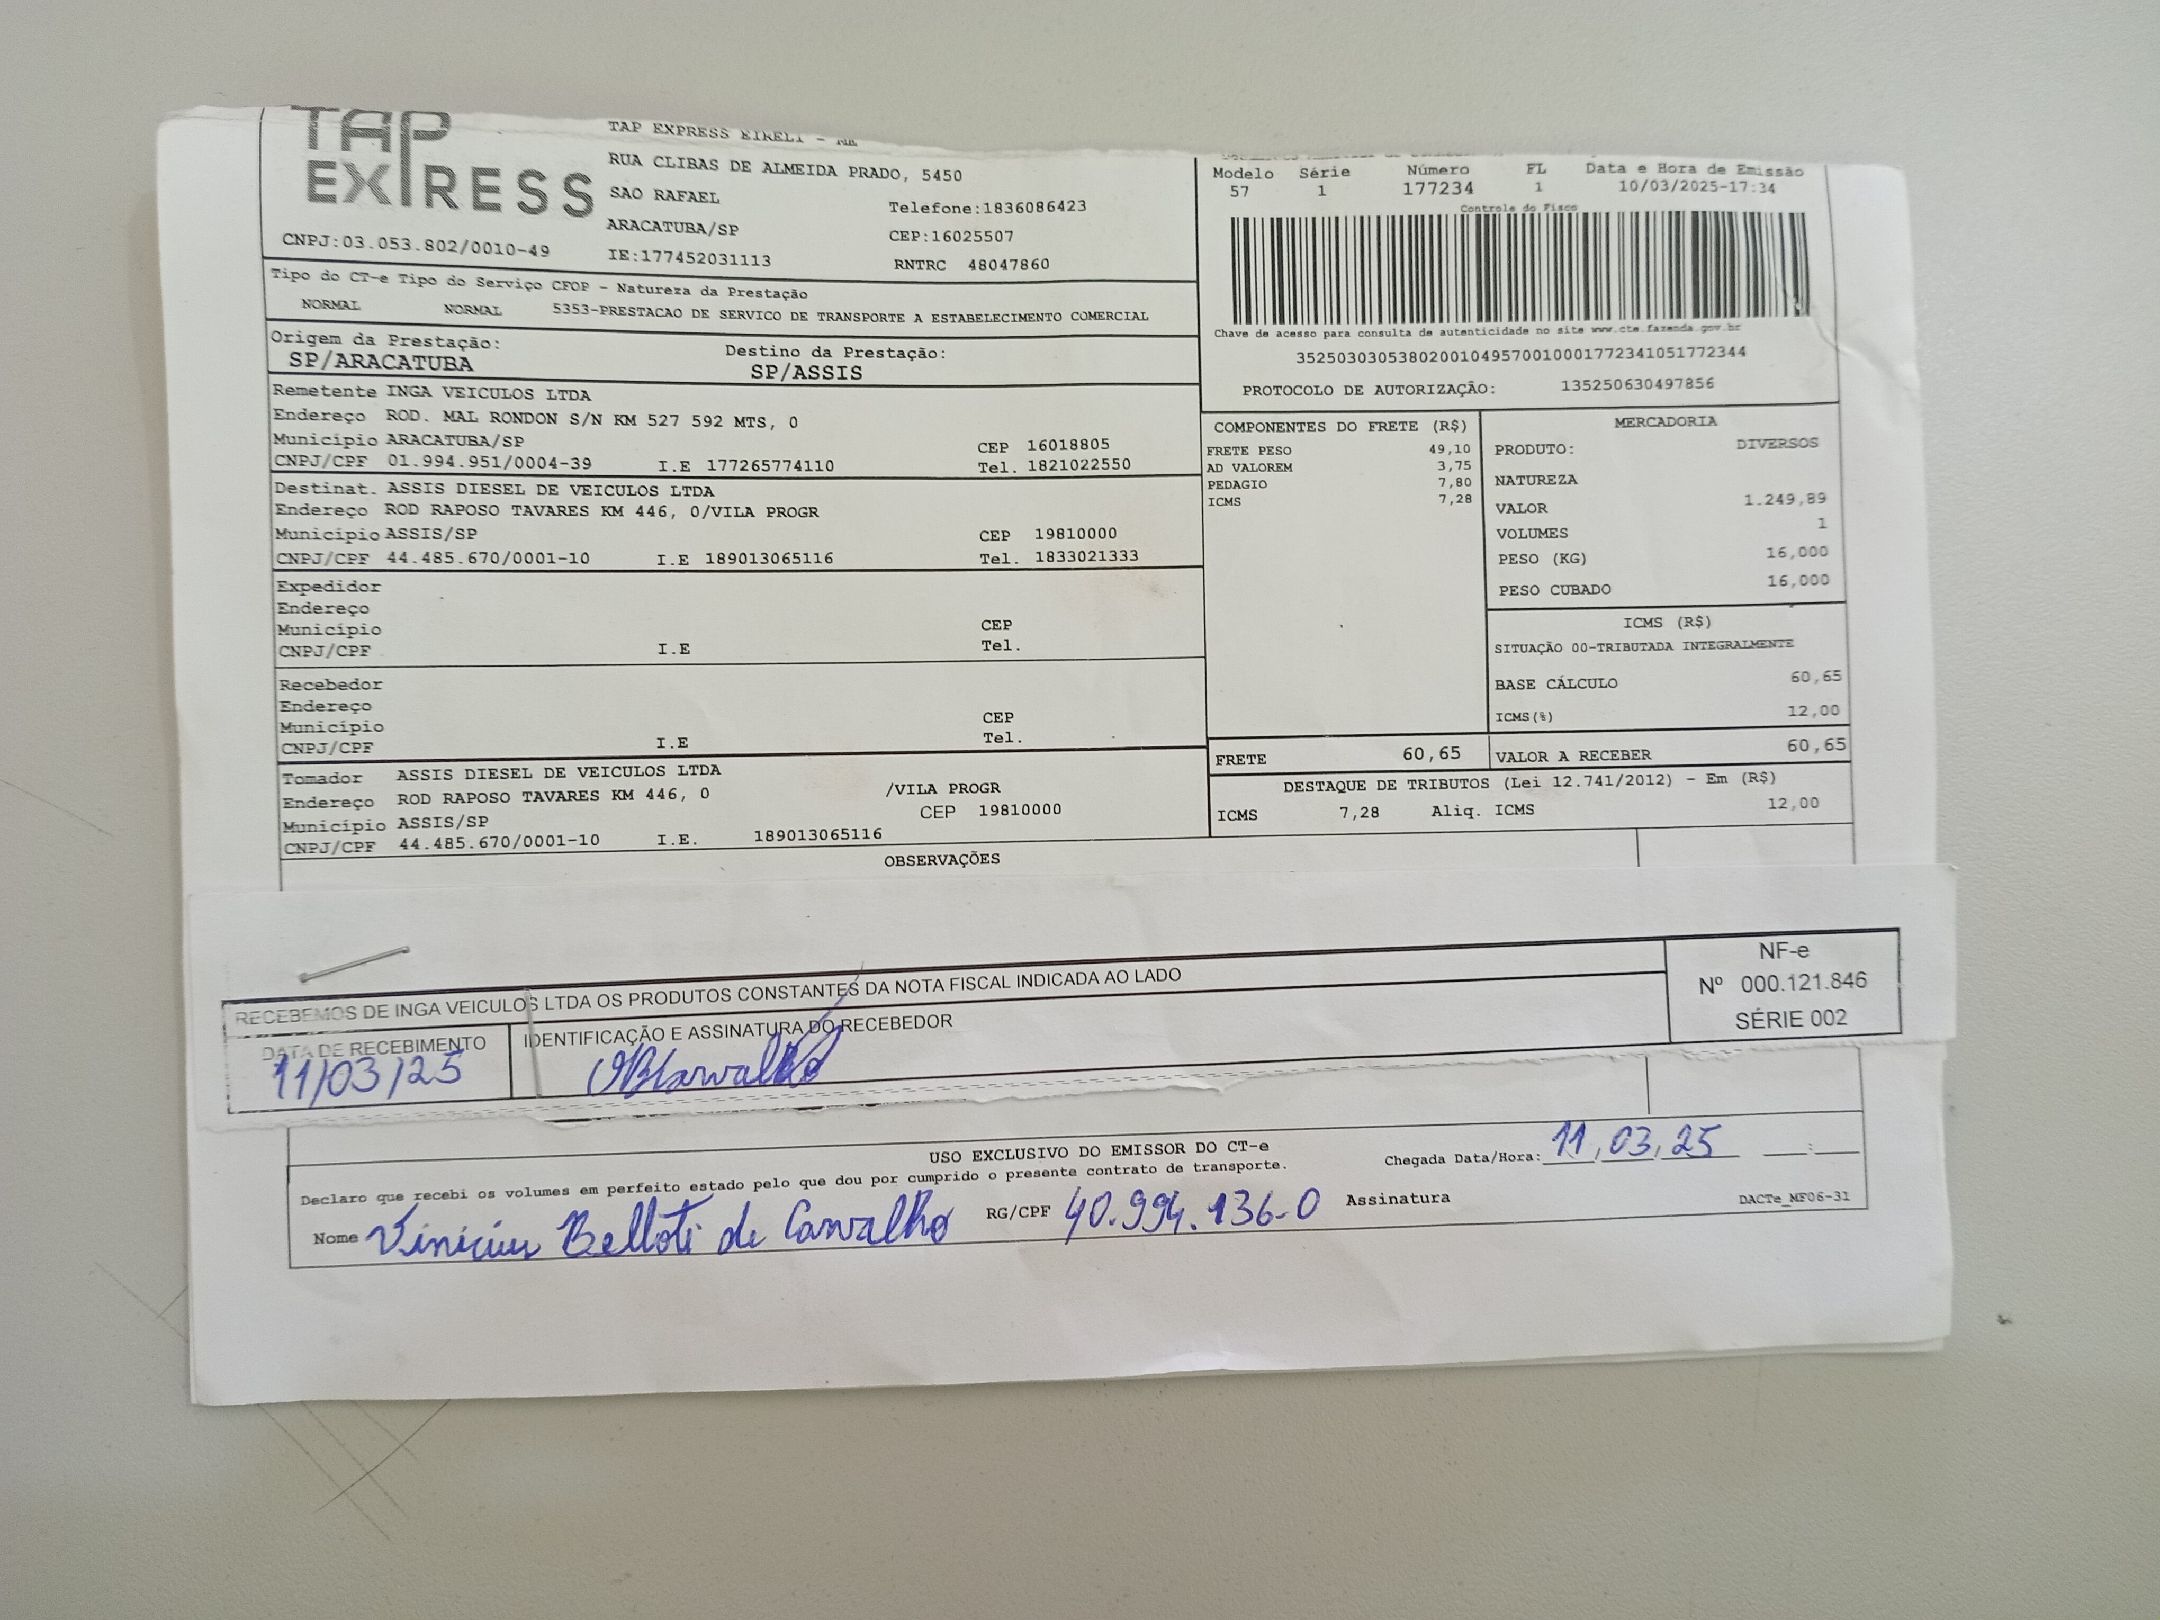 TAP
EXPRESS
TAP EXPRESS EIRELI - ME
RUA CLIBAS DE ALMEIDA PRADO, 5450
SAO RAFAEL
Telefone:1836086423
ARACATUBA/SP
CEP:16025507
CNPJ:03.053.802/0010-49
IE:177452031113
RNTRC 48047860
Modelo Série Número FL Data e Hora de Emissão
57 1 177234 1 10/03/2025-17:34
Controle do Fisco
Chave de acesso para consulta de autenticidade no site www.cte.fazenda.gov.br
35250303053802001049570010001772341051772344
PROTOCOLO DE AUTORIZAÇÃO: 135250630497856
Tipo do CT-e Tipo do Serviço CFOP - Natureza da Prestação
NORMAL NORMAL 5353-PRESTACAO DE SERVICO DE TRANSPORTE A ESTABELECIMENTO COMERCIAL
Origem da Prestação: Destino da Prestação:
SP/ARACATUBA SP/ASSIS
Remetente INGA VEICULOS LTDA
Endereço ROD. MAL RONDON S/N KM 527 592 MTS, 0
Município ARACATUBA/SP CEP 16018805
CNPJ/CPF 01.994.951/0004-39 I.E 177265774110 Tel. 1821022550
Destinat. ASSIS DIESEL DE VEICULOS LTDA
Endereço ROD RAPOSO TAVARES KM 446, 0/VILA PROGR
Município ASSIS/SP CEP 19810000
CNPJ/CPF 44.485.670/0001-10 I.E 189013065116 Tel. 1833021333
Expedidor
Endereço
Município CEP
CNPJ/CPF I.E Tel.
Recebedor
Endereço
Município CEP
CNPJ/CPF I.E Tel.
Tomador ASSIS DIESEL DE VEICULOS LTDA
Endereço ROD RAPOSO TAVARES KM 446, 0 /VILA PROGR
Município ASSIS/SP CEP 19810000
CNPJ/CPF 44.485.670/0001-10 I.E. 189013065116
COMPONENTES DO FRETE (R$)
FRETE PESO 49,10
AD VALOREM 3,75
PEDAGIO 7,80
ICMS 7,28
MERCADORIA
PRODUTO: DIVERSOS
NATUREZA
VALOR 1.249,89
VOLUMES 1
PESO (KG) 16,000
PESO CUBADO 16,000
ICMS (R$)
SITUAÇÃO 00-TRIBUTADA INTEGRALMENTE
BASE CÁLCULO 60,65
ICMS(%) 12,00
FRETE 60,65 VALOR A RECEBER 60,65
DESTAQUE DE TRIBUTOS (Lei 12.741/2012) - Em (R$)
ICMS 7,28 Aliq. ICMS 12,00
OBSERVAÇÕES
RECEBEMOS DE INGA VEICULOS LTDA OS PRODUTOS CONSTANTES DA NOTA FISCAL INDICADA AO LADO
DATA DE RECEBIMENTO IDENTIFICAÇÃO E ASSINATURA DO RECEBEDOR
11/03/25
NF-e
Nº 000.121.846
SÉRIE 002
USO EXCLUSIVO DO EMISSOR DO CT-e
Declaro que recebi os volumes em perfeito estado pelo que dou por cumprido o presente contrato de transporte.
Chegada Data/Hora: 11,03,25 :
Nome Vinicius Belloti de Carvalho RG/CPF 40.994.136-0 Assinatura
DACTe_MF06-31